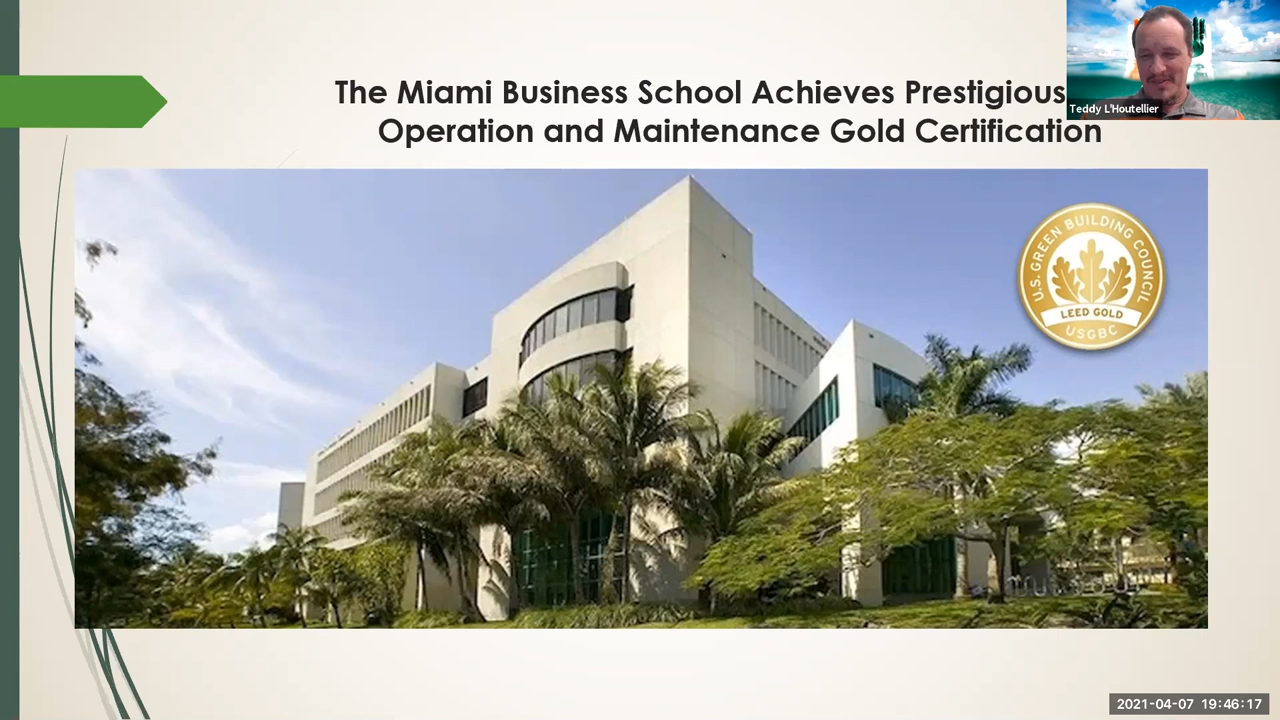 The Miami Business School Achieves Prestigious
Operation and Maintenance Gold Certification
Teddy L'Houtellier
U.S. GREEN BUILDING COUNCIL
LEED GOLD
USGBC
2021-04-07 19:46:17